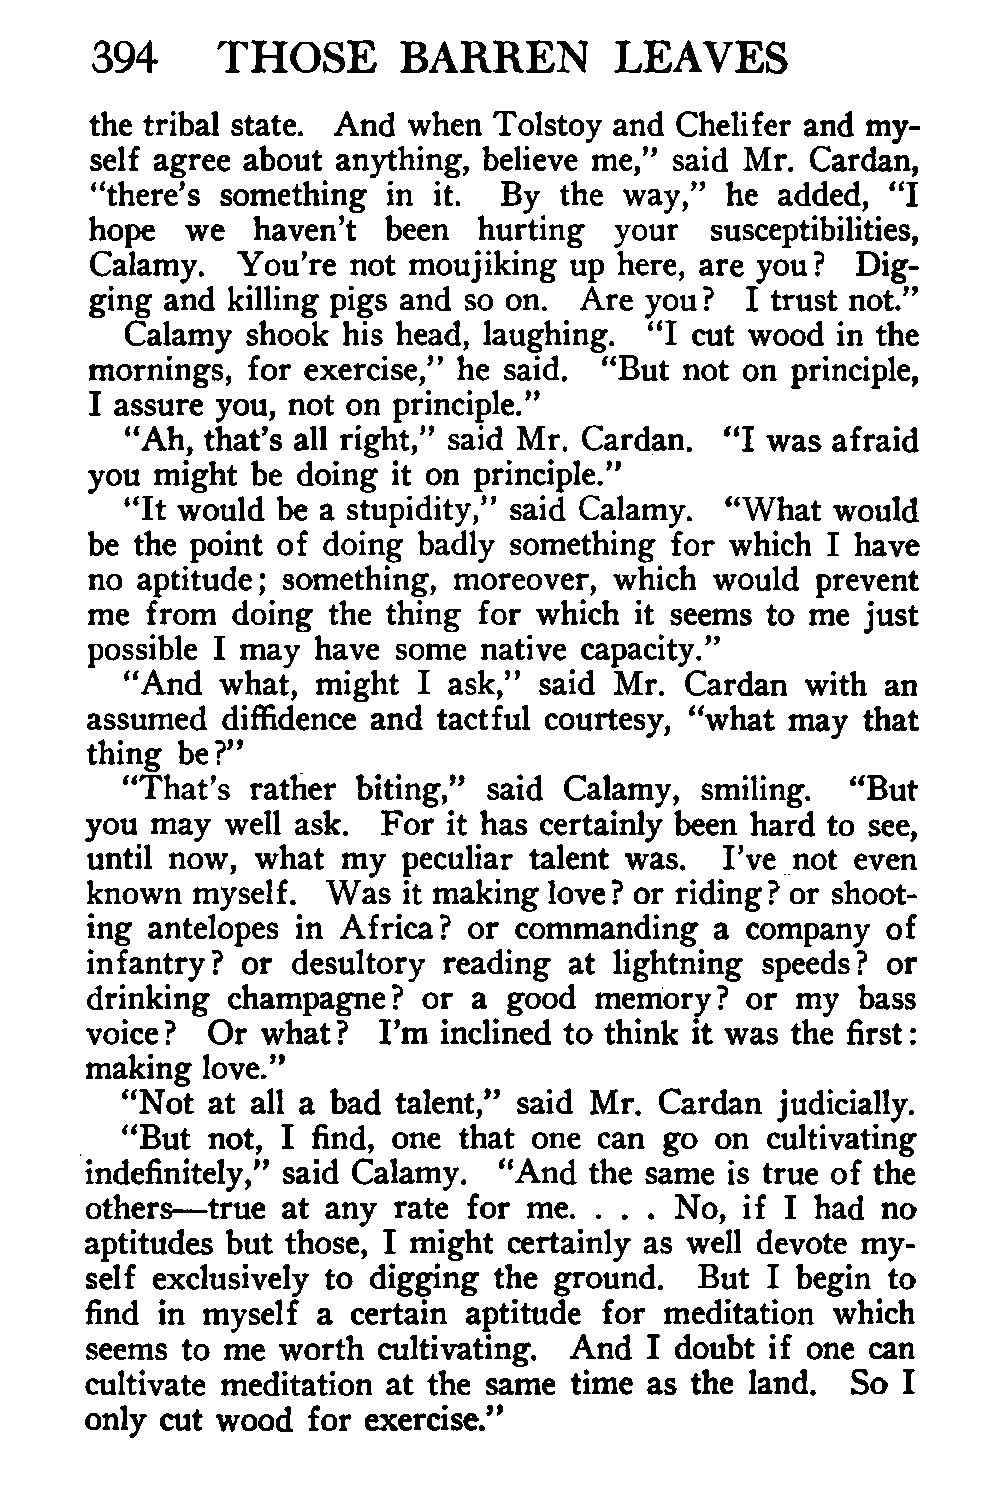 394 THOSE BARREN LEAVES
the tribal state. And when Tolstoy and Chelifer and my-
self agree about anything, believe me," said Mr. Cardan,
"there's something in it. By the way," he added, "I
hope we haven't been hurting your susceptibilities,
Calamy. You're not moujiking up here, are you? Dig-
ging and killing pigs and so on. Are you? I trust not."
Calamy shook his head, laughing. "I cut wood in the
mornings, for exercise," he said. "But not on principle,
I assure you, not on principle."
"Ah, that's all right," said Mr. Cardan. "I was afraid
you might be doing it on principle."
"It would be a stupidity," said Calamy. "What would
be the point of doing badly something for which I have
no aptitude; something, moreover, which would prevent
me from doing the thing for which it seems to me just
possible I may have some native capacity."
"And what, might I ask," said Mr. Cardan with an
assumed diffidence and tactful courtesy, "what may that
thing be?"
"That's rather biting," said Calamy, smiling. "But
you may well ask. For it has certainly been hard to see,
until now, what my peculiar talent was. I've not even
known myself. Was it making love? or riding? or shoot-
ing antelopes in Africa? or commanding a company of
infantry? or desultory reading at lightning speeds? or
drinking champagne? or a good memory? or my bass
voice? Or what? I'm inclined to think it was the first:
making love."
"Not at all a bad talent," said Mr. Cardan judicially.
"But not, I find, one that one can go on cultivating
indefinitely," said Calamy. "And the same is true of the
others—true at any rate for me. . . . No, if I had no
aptitudes but those, I might certainly as well devote my-
self exclusively to digging the ground. But I begin to
find in myself a certain aptitude for meditation which
seems to me worth cultivating. And I doubt if one can
cultivate meditation at the same time as the land. So I
only cut wood for exercise."